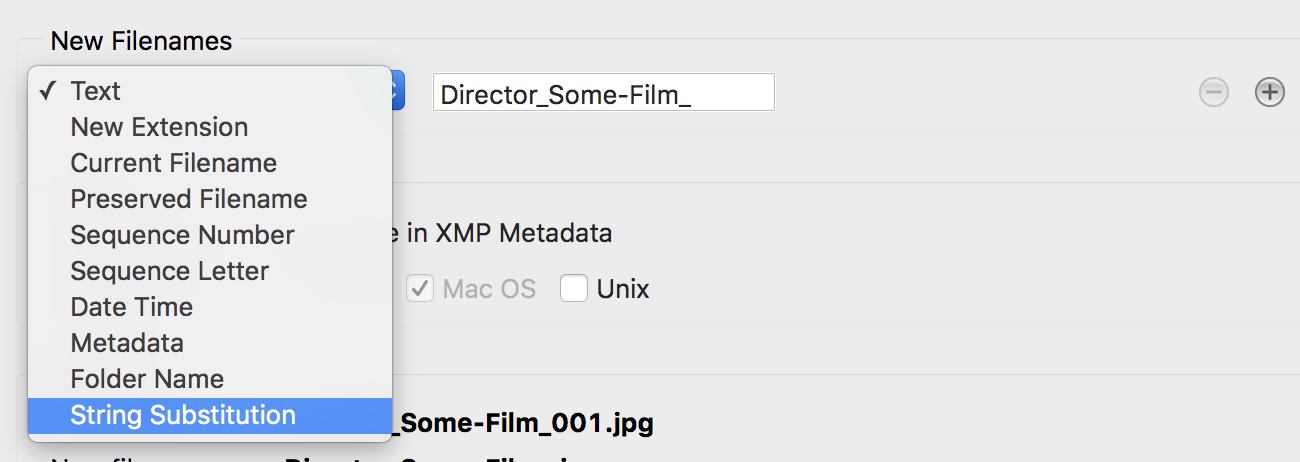 New Filenames
✓ Text
Director_Some-Film_
New Extension
Current Filename
Preserved Filename
Sequence Number
in XMP Metadata
Sequence Letter
Mac OS
Unix
Date Time
Metadata
Folder Name
String Substitution
_Some-Film_001.jpg